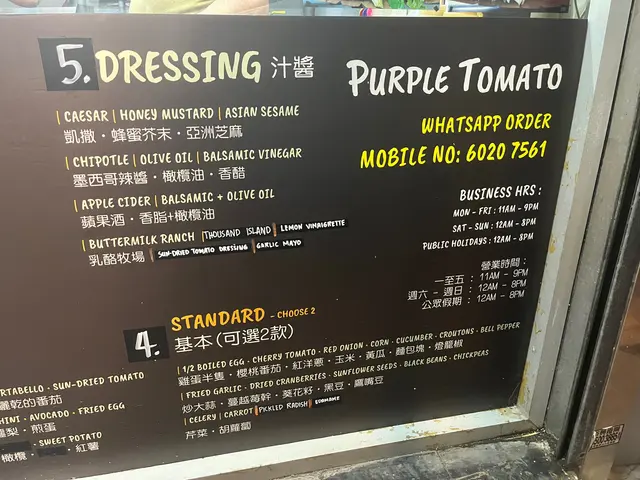 5. DRESSING 汁醬
| CAESAR | HONEY MUSTARD | ASIAN SESAME
凱撒 · 蜂蜜芥末 · 亞洲芝麻
| CHIPOTLE | OLIVE OIL | BALSAMIC VINEGAR
墨西哥辣醬 · 橄欖油 · 香醋
| APPLE CIDER | BALSAMIC + OLIVE OIL
蘋果酒 · 香脂+橄欖油
| BUTTERMILK RANCH | THOUSAND ISLAND | LEMON VINAIGRETTE
乳酪牧場 | SUN-DRIED TOMATO DRESSING | GARLIC MAYO
PURPLE TOMATO
WHATSAPP ORDER
MOBILE NO: 6020 7561
BUSINESS HRS :
MON - FRI : 11AM - 9PM
SAT - SUN : 12AM - 8PM
PUBLIC HOLIDAYS : 12AM - 8PM
營業時間 :
一至五 : 11AM - 9PM
週六 - 週日 : 12AM - 8PM
公眾假期 : 12AM - 8PM
4. STANDARD - CHOOSE 2
基本(可選2款)
| 1/2 BOILED EGG · CHERRY TOMATO · RED ONION · CORN · CUCUMBER · CROUTONS · BELL PEPPER
雞蛋半隻 · 櫻桃番茄 · 紅洋蔥 · 玉米 · 黃瓜 · 麵包塊 · 燈籠椒
| FRIED GARLIC · DRIED CRANBERRIES · SUNFLOWER SEEDS · BLACK BEANS · CHICKPEAS
炒大蒜 · 蔓越莓幹 · 葵花籽 · 黑豆 · 鷹嘴豆
| CELERY | CARROT | PICKLED RADISH | EDAMAME
芹菜 · 胡蘿蔔
RTABELLO · SUN-DRIED TOMATO
曬乾的番茄
HINI · AVOCADO · FRIED EGG
鱷梨 · 煎蛋
SWEET POTATO
橄欖 · 紅薯